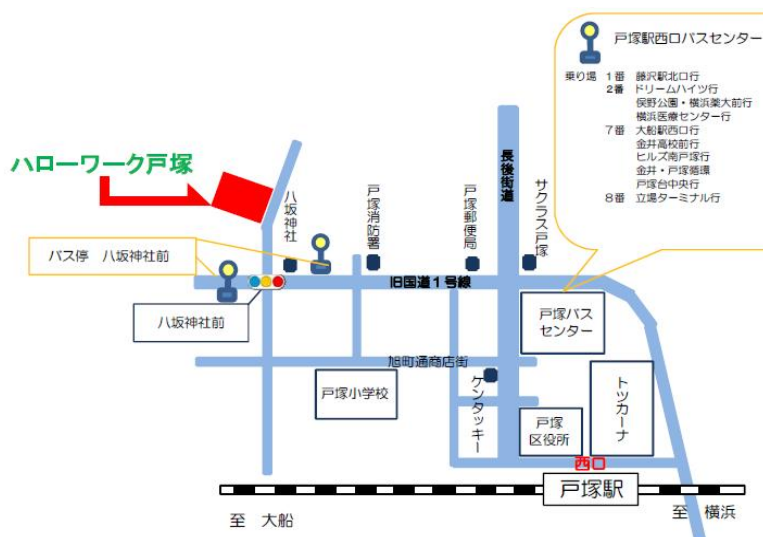 戸塚駅西口バスセンター
乗り場 1番 藤沢駅北口行
2番 ドリームハイツ行
俣野公園・横浜薬大前行
横浜医療センター行
7番 大船駅西口行
金井高校前行
ヒルズ南戸塚行
金井・戸塚循環
戸塚台中央行
8番 立場ターミナル行
ハローワーク戸塚
長後街道
サクラス戸塚
戸塚郵便局
戸塚消防署
八坂神社
バス停 八坂神社前
旧国道1号線
八坂神社前
戸塚バス
センター
旭町通商店街
戸塚小学校
ケンタッキー
戸塚
区役所
トツカーナ
西口
戸塚駅
至 大船
至 横浜